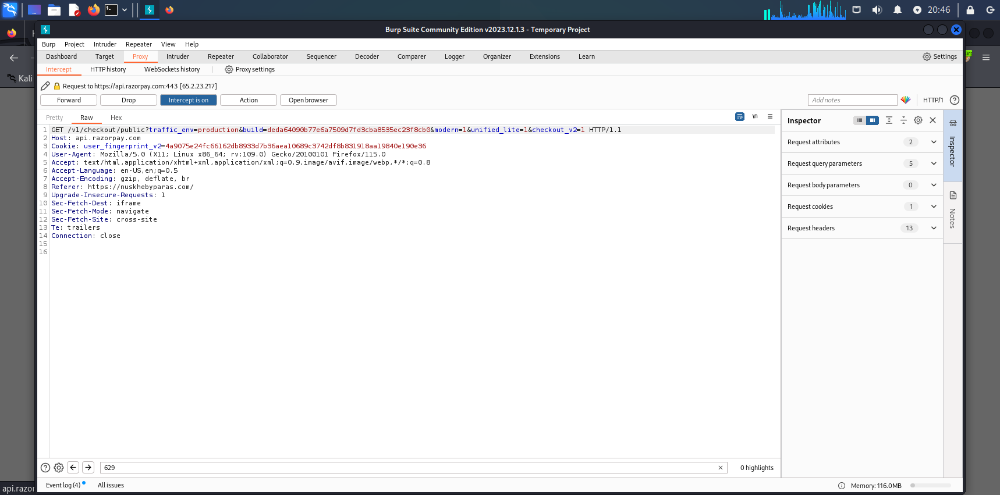 20:46
Burp Suite Community Edition v2023.12.1.3 - Temporary Project
Burp Project Intruder Repeater View Help
Dashboard Target Proxy Intruder Repeater Collaborator Sequencer Decoder Comparer Logger Organizer Extensions Learn Settings
Intercept HTTP history WebSockets history Proxy settings
Kali
Request to https://api.razorpay.com:443 [65.2.23.217]
Forward Drop Intercept is on Action Open browser Add notes HTTP/1
Pretty Raw Hex \n
Inspector
1 GET /v1/checkout/public?traffic_env=production&build=deda64090b77e6a7509d7fd3cba8535ec23f8cb0&modern=1&unified_lite=1&checkout_v2=1 HTTP/1.1
2 Host: api.razorpay.com
3 Cookie: user_fingerprint_v2=4a9075e24fc66162db8933d7b36aea10689c3742df8b831918aa19840e190e36
4 User-Agent: Mozilla/5.0 (X11; Linux x86_64; rv:109.0) Gecko/20100101 Firefox/115.0
5 Accept: text/html,application/xhtml+xml,application/xml;q=0.9,image/avif,image/webp,*/*;q=0.8
6 Accept-Language: en-US,en;q=0.5
7 Accept-Encoding: gzip, deflate, br
8 Referer: https://nuskhebyparas.com/
9 Upgrade-Insecure-Requests: 1
10 Sec-Fetch-Dest: iframe
11 Sec-Fetch-Mode: navigate
12 Sec-Fetch-Site: cross-site
13 Te: trailers
14 Connection: close
15
16
Request attributes 2
Request query parameters 5
Request body parameters 0
Request cookies 1
Request headers 13
Inspector
Notes
629
0 highlights
Event log (4) All issues
Memory: 116.0MB
api.razor